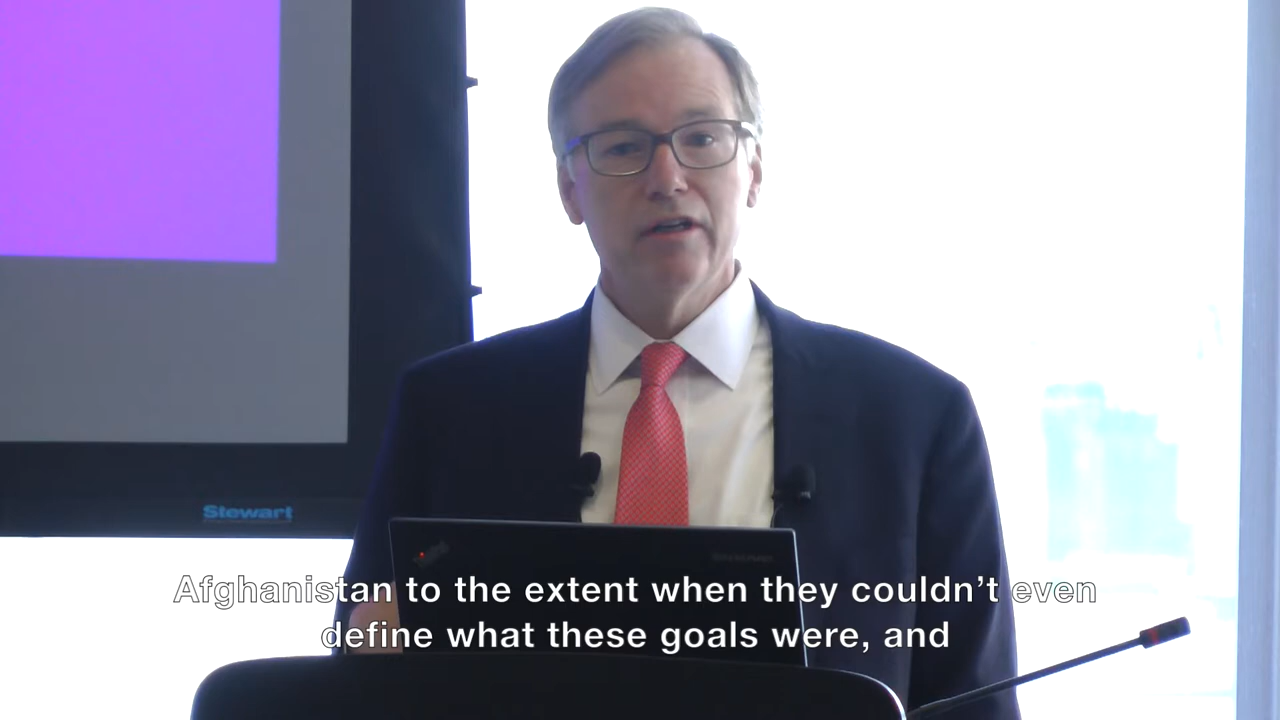 Stewart
Afghanistan to the extent when they couldn't even
define what these goals were, and